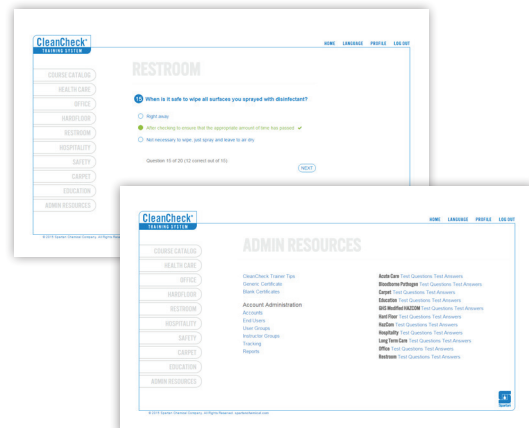 CleanCheck®
TRAINING SYSTEM
HOME LANGUAGE PROFILE LOG OUT
RESTROOM
COURSE CATALOG
HEALTH CARE
OFFICE
HARDFLOOR
RESTROOM
HOSPITALITY
SAFETY
CARPET
EDUCATION
ADMIN RESOURCES
15 When is it safe to wipe all surfaces you sprayed with disinfectant?
Right away
After checking to ensure that the appropriate amount of time has passed ✔
Not necessary to wipe, just spray and leave to air dry
Question 15 of 20 (12 correct out of 15)
NEXT
CleanCheck®
TRAINING SYSTEM
HOME LANGUAGE PROFILE LOG OUT
ADMIN RESOURCES
COURSE CATALOG
HEALTH CARE
OFFICE
HARDFLOOR
RESTROOM
HOSPITALITY
SAFETY
CARPET
EDUCATION
ADMIN RESOURCES
CleanCheck Trainer Tips
Generic Certificate
Blank Certificates
Account Administration
Accounts
End Users
User Groups
Instructor Groups
Tracking
Reports
Acute Care Test Questions Test Answers
Bloodborne Pathogen Test Questions Test Answers
Carpet Test Questions Test Answers
Education Test Questions Test Answers
GHS Modified HAZCOM Test Questions Test Answers
Hard Floor Test Questions Test Answers
HazCom Test Questions Test Answers
Hospitality Test Questions Test Answers
Long Term Care Test Questions Test Answers
Office Test Questions Test Answers
Restroom Test Questions Test Answers
Spartan